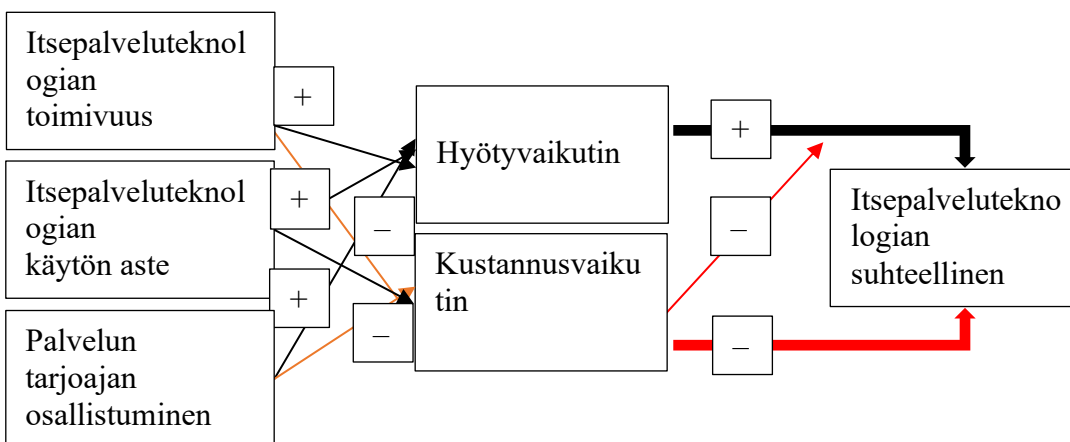 Itsepalveluteknol
ogian
toimivuus
+
Hyötyvaikutin
+
Itsepalveluteknol
ogian
käytön aste
+
–
Kustannusvaiku
tin
–
Itsepalvelutekno
logian
suhteellinen
+
–
–
Palvelun
tarjoajan
osallistuminen